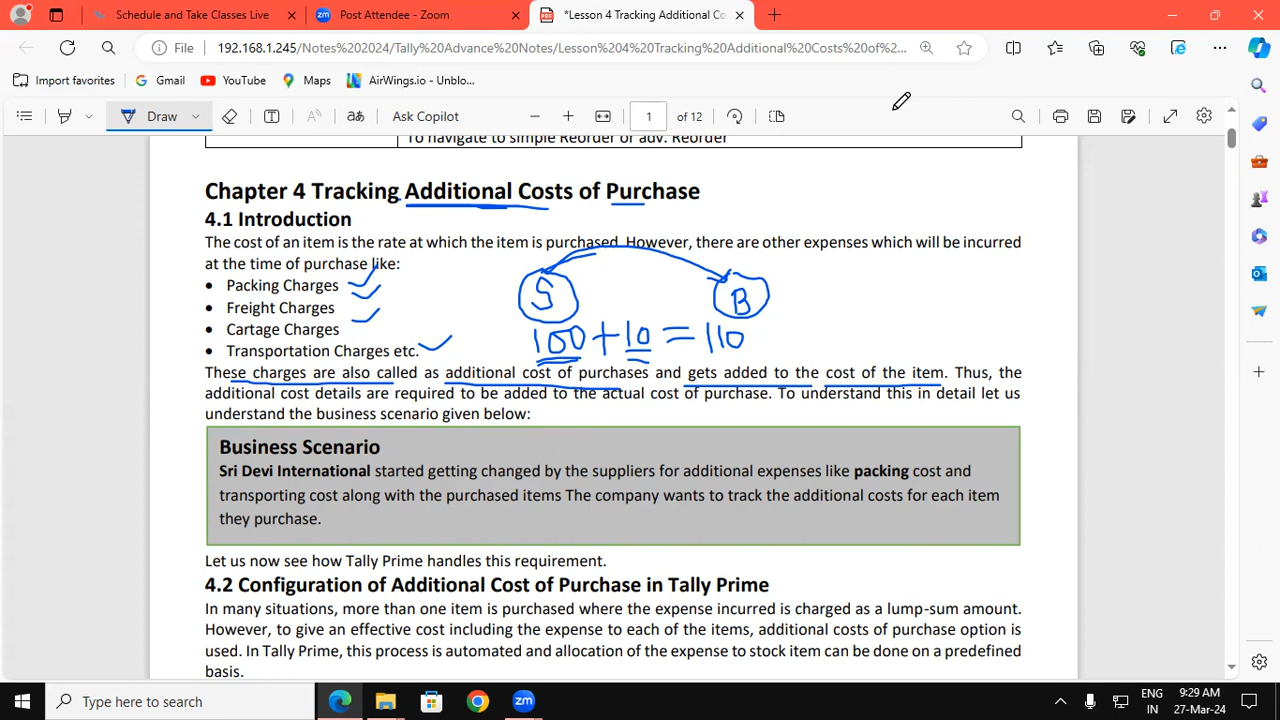 Schedule and Take Classes Live
Post Attendee - Zoom
*Lesson 4 Tracking Additional Co
File
192.168.1.245/Notes%202024/Tally%20Advance%20Notes/Lesson%204%20Tracking%20Additional%20Costs%20of%2...
Import favorites
Gmail
YouTube
Maps
AirWings.io - Unblo...
Draw
Ask Copilot
1
of 12
To navigate to simple Reorder or adv. Reorder
Chapter 4 Tracking Additional Costs of Purchase
4.1 Introduction
The cost of an item is the rate at which the item is purchased. However, there are other expenses which will be incurred
at the time of purchase like:
• Packing Charges
• Freight Charges
• Cartage Charges
• Transportation Charges etc.
S
B
100 + 10 = 110
These charges are also called as additional cost of purchases and gets added to the cost of the item. Thus, the
additional cost details are required to be added to the actual cost of purchase. To understand this in detail let us
understand the business scenario given below:
Business Scenario
Sri Devi International started getting changed by the suppliers for additional expenses like packing cost and
transporting cost along with the purchased items The company wants to track the additional costs for each item
they purchase.
Let us now see how Tally Prime handles this requirement.
4.2 Configuration of Additional Cost of Purchase in Tally Prime
In many situations, more than one item is purchased where the expense incurred is charged as a lump-sum amount.
However, to give an effective cost including the expense to each of the items, additional costs of purchase option is
used. In Tally Prime, this process is automated and allocation of the expense to stock item can be done on a predefined
basis.
Type here to search
ENG
IN
9:29 AM
27-Mar-24